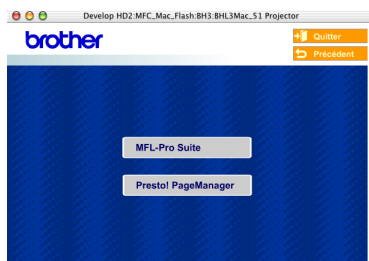 Develop HD2:MFC_Mac_Flash:BH3:BHL3Mac_51 Projector
brother
Quitter
Précédent
MFL-Pro Suite
Presto! PageManager